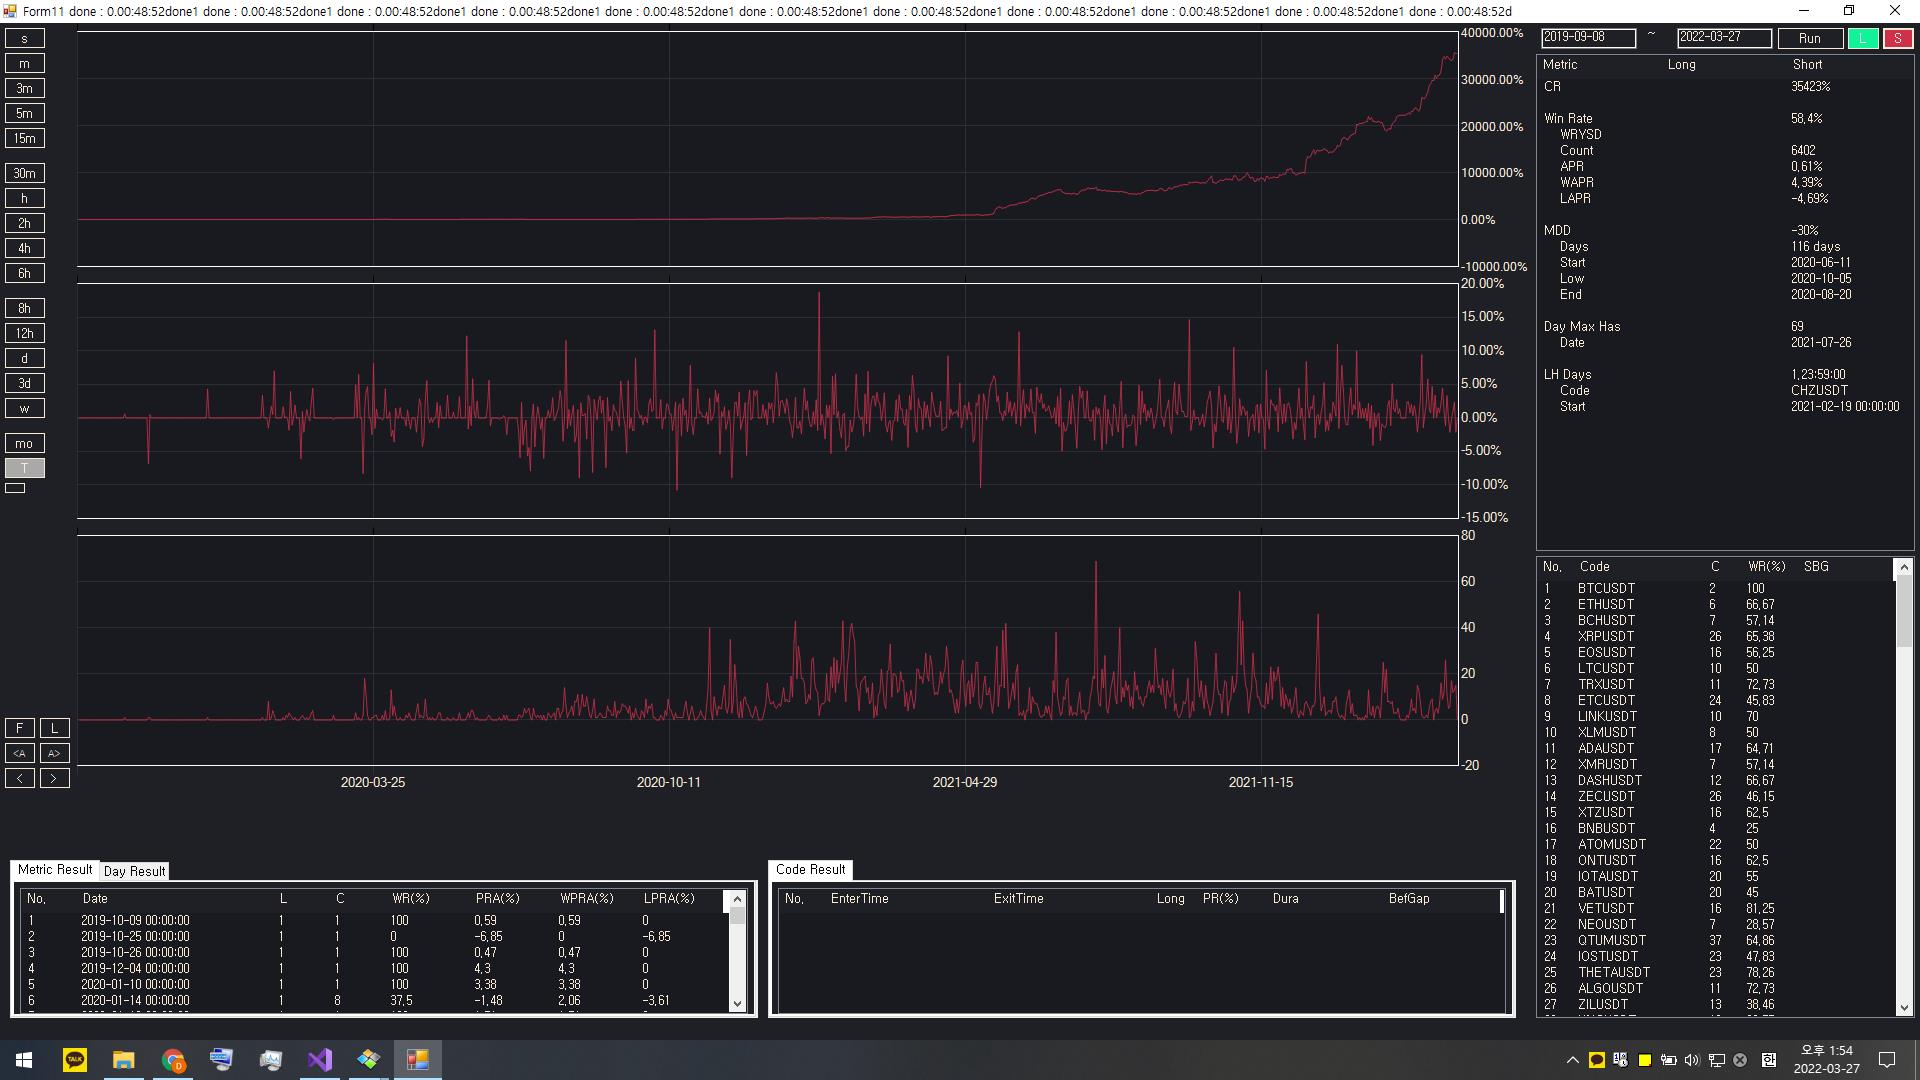 Form11 done : 0.00:48:52done1 done : 0.00:48:52done1 done : 0.00:48:52done1 done : 0.00:48:52done1 done : 0.00:48:52done1 done : 0.00:48:52done1 done : 0.00:48:52done1 done : 0.00:48:52done1 done : 0.00:48:52done1 done : 0.00:48:52done1 done : 0.00:48:52d
s
m
3m
5m
15m
30m
h
2h
4h
6h
8h
12h
d
3d
w
mo
T
F L
<A A>
< >
40000.00%
30000.00%
20000.00%
10000.00%
0.00%
-10000.00%
20.00%
15.00%
10.00%
5.00%
0.00%
-5.00%
-10.00%
-15.00%
80
60
40
20
0
-20
2020-03-25 2020-10-11 2021-04-29 2021-11-15
2019-09-08 ~ 2022-03-27 Run L S
Metric Long Short
CR 35423%
Win Rate 58.4%
WRYSD
Count 6402
APR 0.61%
WAPR 4.39%
LAPR -4.69%
MDD -30%
Days 116 days
Start 2020-06-11
Low 2020-10-05
End 2020-08-20
Day Max Has 69
Date 2021-07-26
LH Days 1.23:59:00
Code CHZUSDT
Start 2021-02-19 00:00:00
No. Code C WR(%) SBG
1 BTCUSDT 2 100
2 ETHUSDT 6 66.67
3 BCHUSDT 7 57.14
4 XRPUSDT 26 65.38
5 EOSUSDT 16 56.25
6 LTCUSDT 10 50
7 TRXUSDT 11 72.73
8 ETCUSDT 24 45.83
9 LINKUSDT 10 70
10 XLMUSDT 8 50
11 ADAUSDT 17 64.71
12 XMRUSDT 7 57.14
13 DASHUSDT 12 66.67
14 ZECUSDT 26 46.15
15 XTZUSDT 16 62.5
16 BNBUSDT 4 25
17 ATOMUSDT 22 50
18 ONTUSDT 16 62.5
19 IOTAUSDT 20 55
20 BATUSDT 20 45
21 VETUSDT 16 81.25
22 NEOUSDT 7 28.57
23 QTUMUSDT 37 64.86
24 IOSTUSDT 23 47.83
25 THETAUSDT 23 78.26
26 ALGOUSDT 11 72.73
27 ZILUSDT 13 38.46
Metric Result Day Result
No. Date L C WR(%) PRA(%) WPRA(%) LPRA(%)
1 2019-10-09 00:00:00 1 1 100 0.59 0.59 0
2 2019-10-25 00:00:00 1 1 0 -6.85 0 -6.85
3 2019-10-26 00:00:00 1 1 100 0.47 0.47 0
4 2019-12-04 00:00:00 1 1 100 4.3 4.3 0
5 2020-01-10 00:00:00 1 1 100 3.38 3.38 0
6 2020-01-14 00:00:00 1 8 37.5 -1.48 2.06 -3.61
Code Result
No. EnterTime ExitTime Long PR(%) Dura BefGap
TALK
오후 1:54
2022-03-27